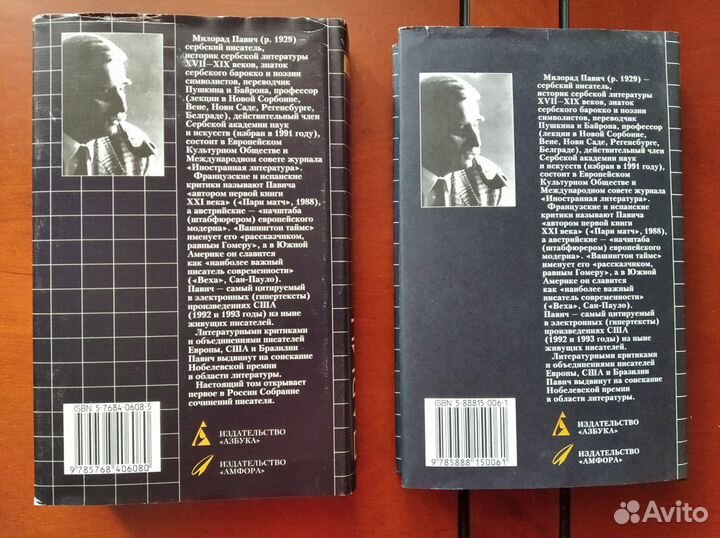 Милорад Павич (р. 1929) —
сербский писатель,
историк сербской литературы
XVII—XIX веков, знаток
сербского барокко и поэзии
символистов, переводчик
Пушкина и Байрона, профессор
(лекции в Новой Сорбонне,
Вене, Нови Саде, Регенсбурге,
Белграде), действительный член
Сербской академии наук
и искусств (избран в 1991 году),
состоит в Европейском
Культурном Обществе и
Международном совете журнала
«Иностранная литература».
Французские и испанские
критики называют Павича
«автором первой книги
XXI века» («Пари матч», 1988),
а австрийские — «начштаба
(штабфюрером) европейского
модерна». «Вашингтон таймс»
именует его «рассказчиком,
равным Гомеру», а в Южной
Америке он славится
как «наиболее важный
писатель современности»
(«Веха», Сан-Пауло).
Павич — самый цитируемый
в электронных (гипертексты)
произведениях США
(1992 и 1993 годы) из ныне
живущих писателей.
Литературными критиками
и объединениями писателей
Европы, США и Бразилии
Павич выдвинут на соискание
Нобелевской премии
в области литературы.
Настоящий том открывает
первое в России Собрание
сочинений писателя.
ISBN 5-7684-0608-5
9 785768 406080
ИЗДАТЕЛЬСТВО
«АЗБУКА»
ИЗДАТЕЛЬСТВО
«АМФОРА»
Милорад Павич (р. 1929) —
сербский писатель,
историк сербской литературы
XVII—XIX веков, знаток
сербского барокко и поэзии
символистов, переводчик
Пушкина и Байрона, профессор
(лекции в Новой Сорбонне,
Вене, Нови Саде, Регенсбурге,
Белграде), действительный член
Сербской академии наук
и искусств (избран в 1991 году),
состоит в Европейском
Культурном Обществе и
Международном совете журнала
«Иностранная литература».
Французские и испанские
критики называют Павича
«автором первой книги
XXI века» («Пари матч», 1988),
а австрийские — «начштаба
(штабфюрером) европейского
модерна». «Вашингтон таймс»
именует его «рассказчиком,
равным Гомеру», а в Южной
Америке он славится
как «наиболее важный
писатель современности»
(«Веха», Сан-Пауло).
Павич — самый цитируемый
в электронных (гипертексты)
произведениях США
(1992 и 1993 годы) из ныне
живущих писателей.
Литературными критиками
и объединениями писателей
Европы, США и Бразилии
Павич выдвинут на соискание
Нобелевской премии
в области литературы.
ISBN 5-88815-006-1
9 785888 150061
ИЗДАТЕЛЬСТВО
«АЗБУКА»
ИЗДАТЕЛЬСТВО
«АМФОРА»
Avito